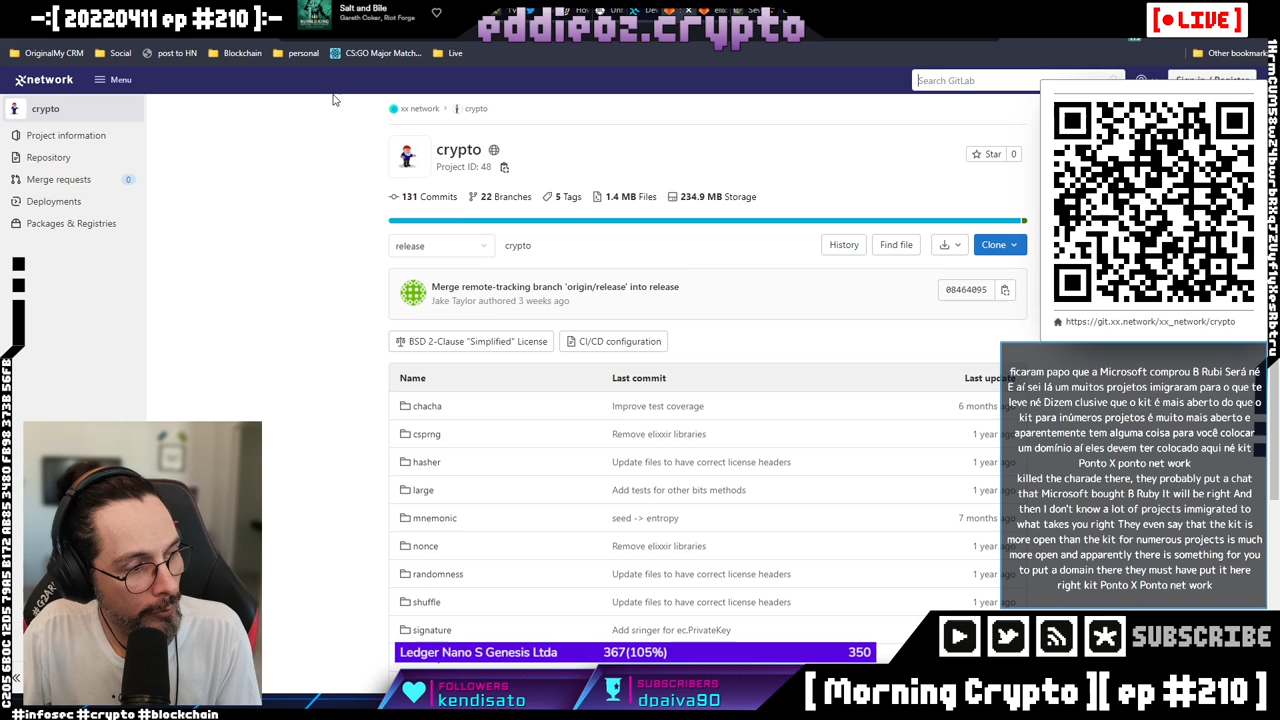 -:[ 20220411 ep #210 ]:-
Salt and Bile
Gareth Coker, Riot Forge
eddieoz.crypto
[ LIVE ]
OriginalMy CRM
Social
post to HN
Blockchain
personal
CS:GO Major Match...
Live
Other bookmark
network
Menu
Search GitLab
crypto
Project information
Repository
Merge requests
0
Deployments
Packages & Registries
xx network > crypto
crypto
Project ID: 48
Star 0
131 Commits 22 Branches 5 Tags 1.4 MB Files 234.9 MB Storage
release
crypto
History
Find file
Clone
Merge remote-tracking branch 'origin/release' into release
Jake Taylor authored 3 weeks ago
08464095
BSD 2-Clause "Simplified" License
CI/CD configuration
Name Last commit Last update
chacha Improve test coverage 6 months ago
csprng Remove elixxir libraries 1 year ago
hasher Update files to have correct license headers 1 year ago
large Add tests for other bits methods
mnemonic seed -> entropy 7 months ago
nonce Remove elixxir libraries 1 year ago
randomness Update files to have correct license headers 1 year ago
shuffle Update files to have correct license headers 1 year ago
signature Add sringer for ec.PrivateKey 1 year ago
https://git.xx.network/xx_network/crypto
ficaram papo que a Microsoft comprou B Rubi Será né
E aí sei lá um muitos projetos imigraram para o que te
leve né Dizem clusive que o kit é mais aberto do que o
kit para inúmeros projetos é muito mais aberto e
aparentemente tem alguma coisa para você colocar
um domínio aí eles devem ter colocado aqui né kit
Ponto X ponto net work
killed the charade there, they probably put a chat
that Microsoft bought B Ruby It will be right And
then I don't know a lot of projects immigrated to
what takes you right They even say that the kit is
more open than the kit for numerous projects is much
more open and apparently there is something for you
to put a domain there they must have put it here
right kit Ponto X Ponto net work
Ledger Nano S Genesis Ltda 367(105%) 350
FOLLOWERS
kendisato
SUBSCRIBERS
dpaiva90
SUBSCRIBE
[ Morning Crypto ][ ep #210 ]
#infosec #crypto #blockchain